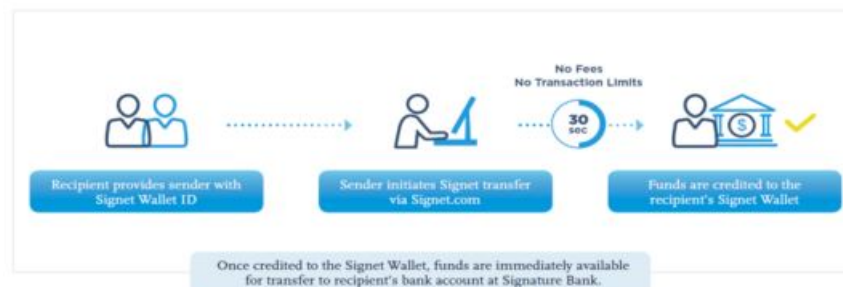 No Fees
No Transaction Limits
30
sec
$
Recipient provides sender with
Signet Wallet ID
Sender initiates Signet transfer
via Signet.com
Funds are credited to the
recipient's Signet Wallet
Once credited to the Signet Wallet, funds are immediately available
for transfer to recipient's bank account at Signature Bank.